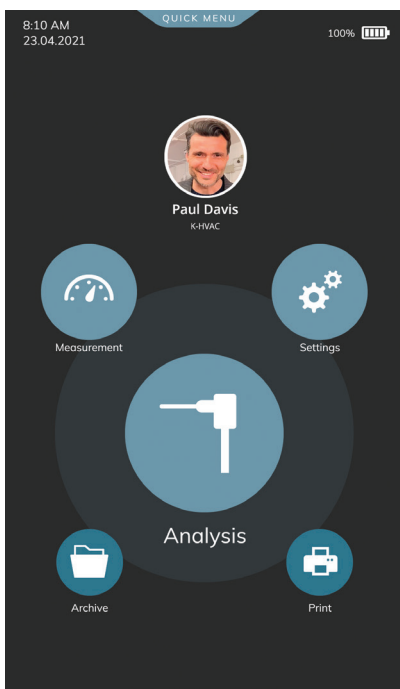 QUICK MENU
8:10 AM
23.04.2021
100%
Paul Davis
K-HVAC
Measurement
Settings
Analysis
Archive
Print